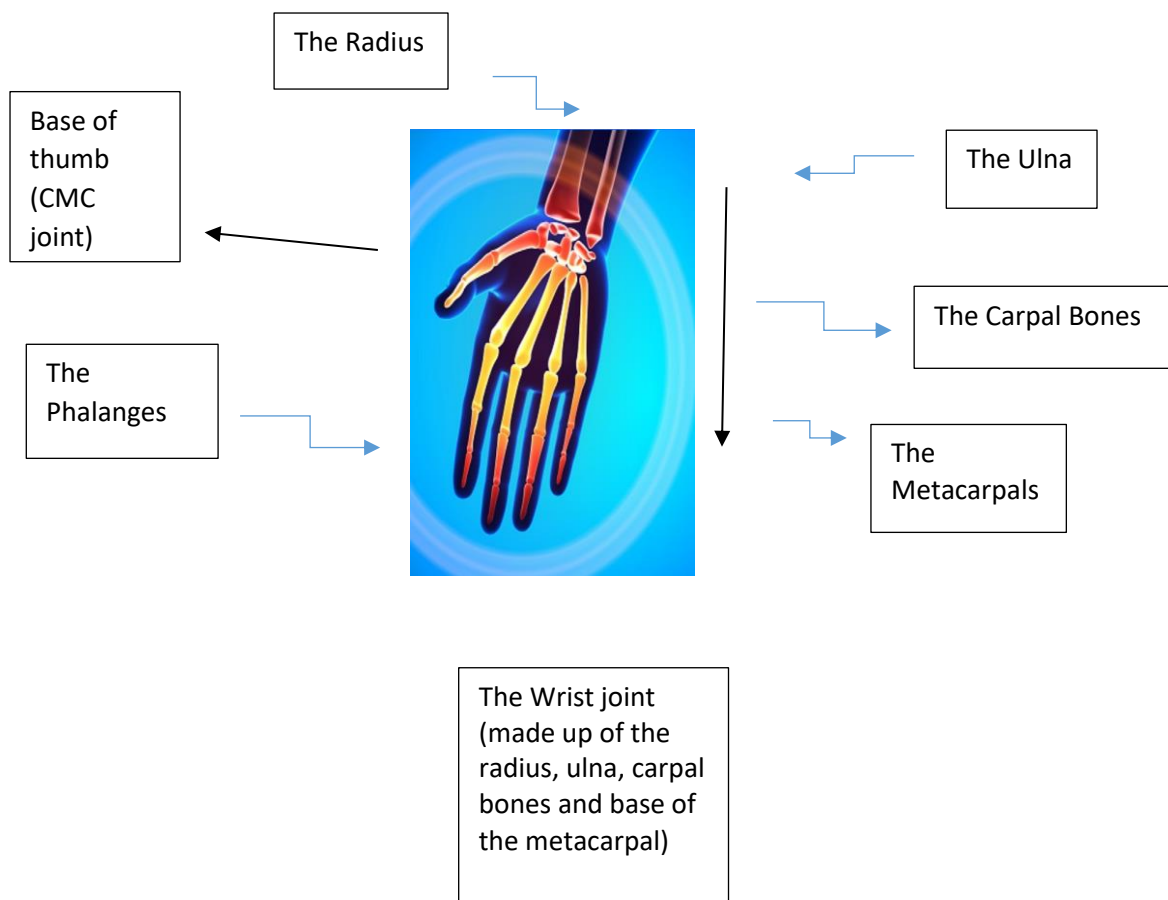 The Radius
Base of
thumb
(CMC
joint)
The Ulna
The Carpal Bones
The
Phalanges
The
Metacarpals
The Wrist joint
(made up of the
radius, ulna, carpal
bones and base of
the metacarpal)